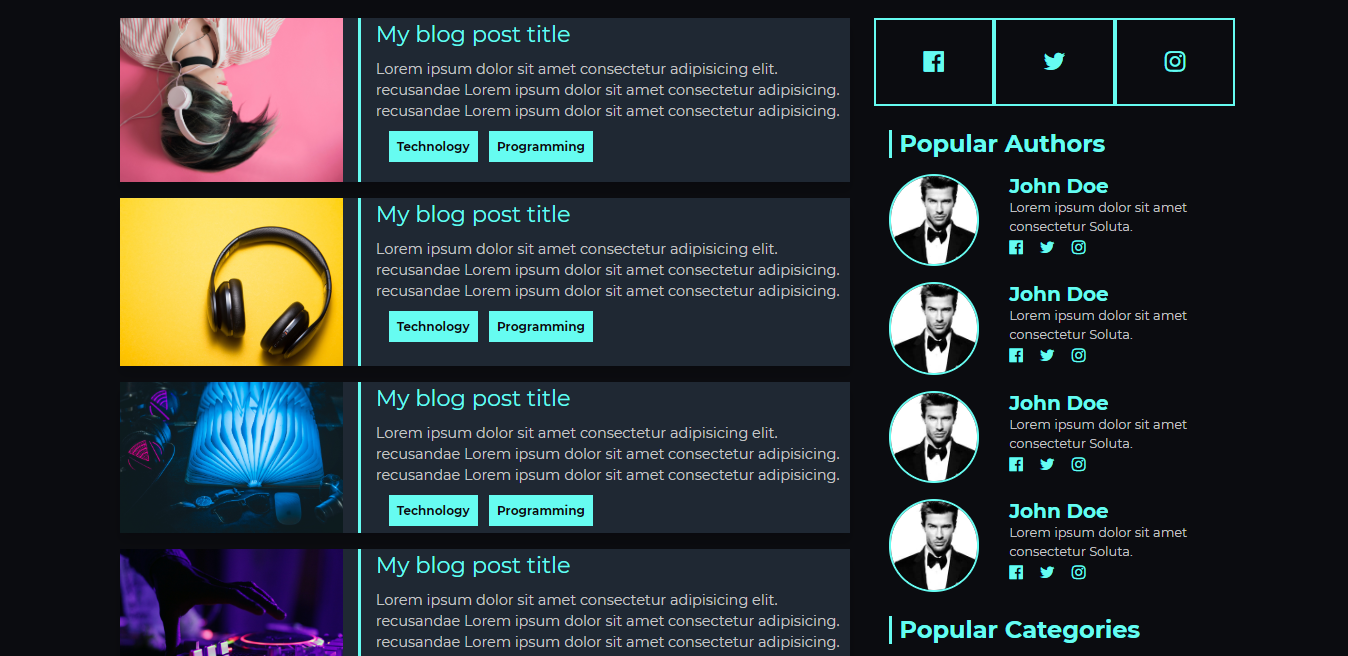 My blog post title
Lorem ipsum dolor sit amet consectetur adipisicing elit.
recusandae Lorem ipsum dolor sit amet consectetur adipisicing.
recusandae Lorem ipsum dolor sit amet consectetur adipisicing.
Technology Programming
My blog post title
Lorem ipsum dolor sit amet consectetur adipisicing elit.
recusandae Lorem ipsum dolor sit amet consectetur adipisicing.
recusandae Lorem ipsum dolor sit amet consectetur adipisicing.
Technology Programming
My blog post title
Lorem ipsum dolor sit amet consectetur adipisicing elit.
recusandae Lorem ipsum dolor sit amet consectetur adipisicing.
recusandae Lorem ipsum dolor sit amet consectetur adipisicing.
Technology Programming
My blog post title
Lorem ipsum dolor sit amet consectetur adipisicing elit.
recusandae Lorem ipsum dolor sit amet consectetur adipisicing.
recusandae Lorem ipsum dolor sit amet consectetur adipisicing.
Popular Authors
John Doe
Lorem ipsum dolor sit amet
consectetur Soluta.
John Doe
Lorem ipsum dolor sit amet
consectetur Soluta.
John Doe
Lorem ipsum dolor sit amet
consectetur Soluta.
John Doe
Lorem ipsum dolor sit amet
consectetur Soluta.
Popular Categories